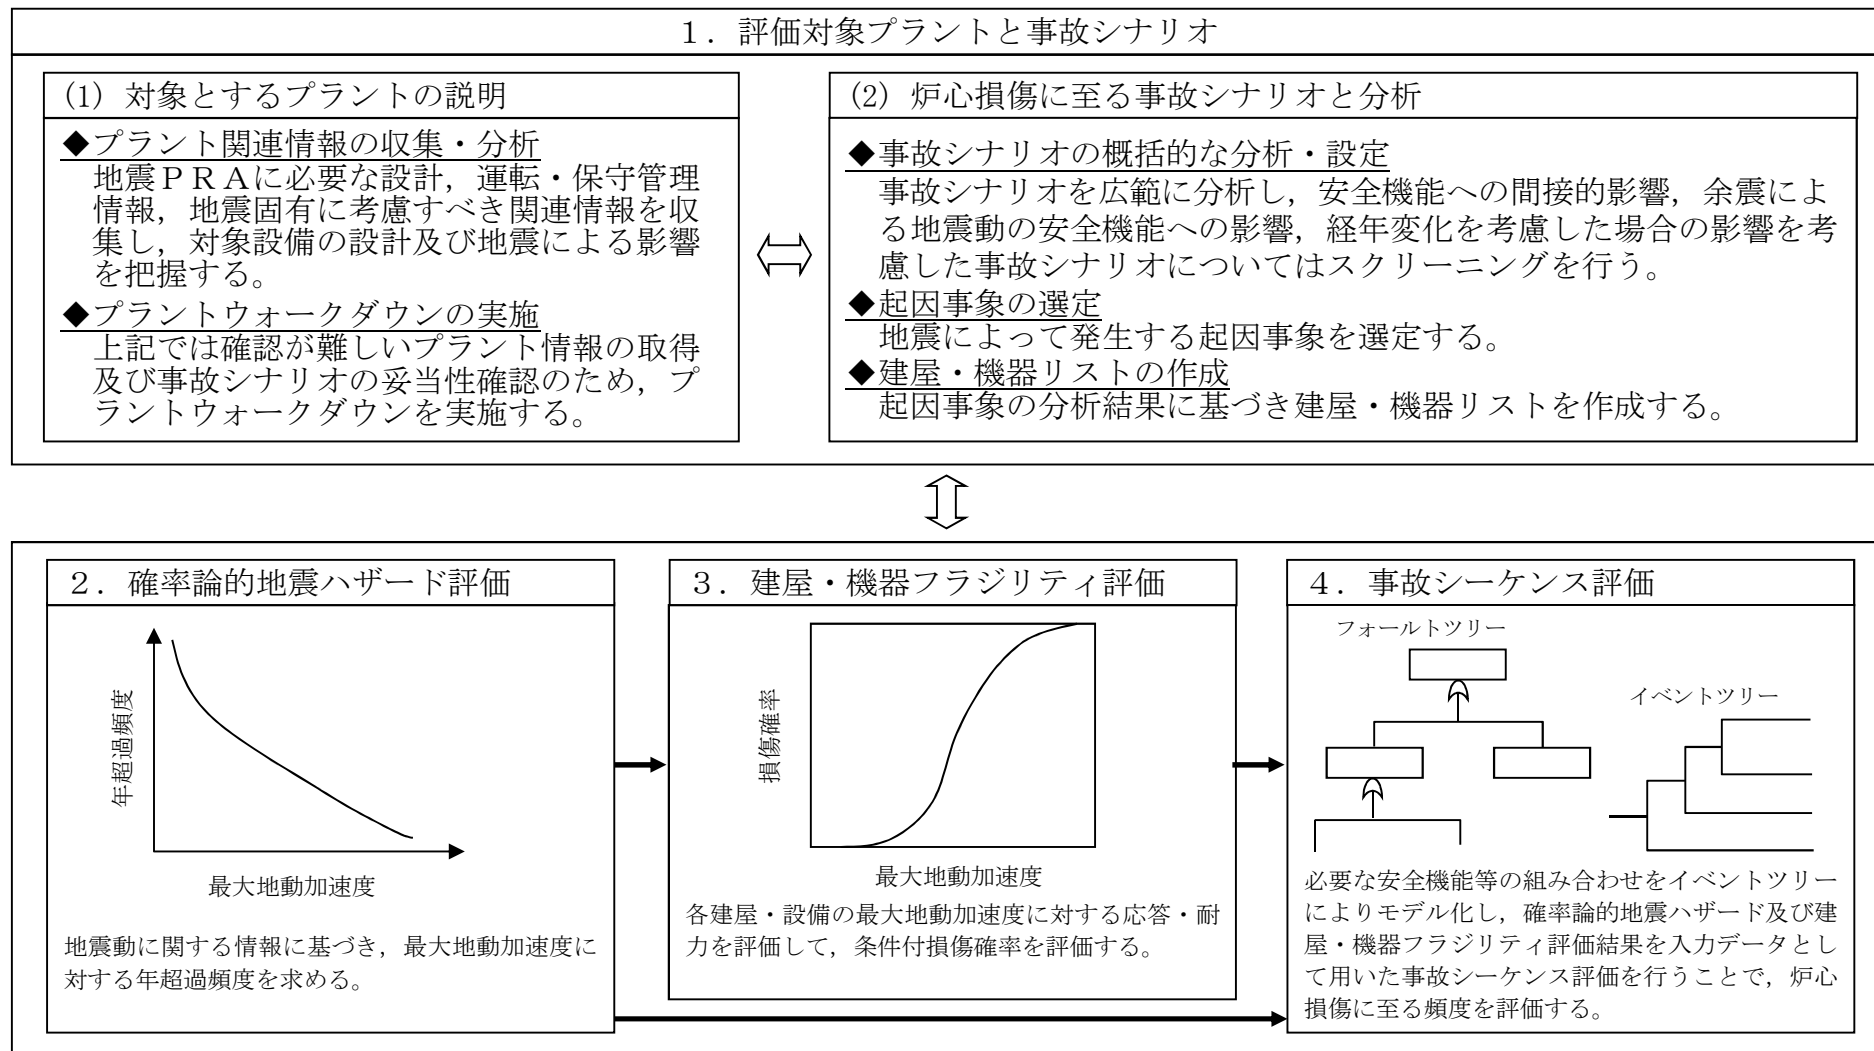 １．評価対象プラントと事故シナリオ
(1) 対象とするプラントの説明
◆プラント関連情報の収集・分析
地震ＰＲＡに必要な設計，運転・保守管理
情報，地震固有に考慮すべき関連情報を収
集し，対象設備の設計及び地震による影響
を把握する。
◆プラントウォークダウンの実施
上記では確認が難しいプラント情報の取得
及び事故シナリオの妥当性確認のため，プ
ラントウォークダウンを実施する。
(2) 炉心損傷に至る事故シナリオと分析
◆事故シナリオの概括的な分析・設定
事故シナリオを広範に分析し，安全機能への間接的影響，余震によ
る地震動の安全機能への影響，経年変化を考慮した場合の影響を考
慮した事故シナリオについてはスクリーニングを行う。
◆起因事象の選定
地震によって発生する起因事象を選定する。
◆建屋・機器リストの作成
起因事象の分析結果に基づき建屋・機器リストを作成する。
２．確率論的地震ハザード評価
年超過頻度
最大地動加速度
地震動に関する情報に基づき，最大地動加速度に
対する年超過頻度を求める。
３．建屋・機器フラジリティ評価
損傷確率
最大地動加速度
各建屋・設備の最大地動加速度に対する応答・耐
力を評価して，条件付損傷確率を評価する。
４．事故シーケンス評価
フォールトツリー
イベントツリー
必要な安全機能等の組み合わせをイベントツリー
によりモデル化し，確率論的地震ハザード及び建
屋・機器フラジリティ評価結果を入力データとし
て用いた事故シーケンス評価を行うことで，炉心
損傷に至る頻度を評価する。